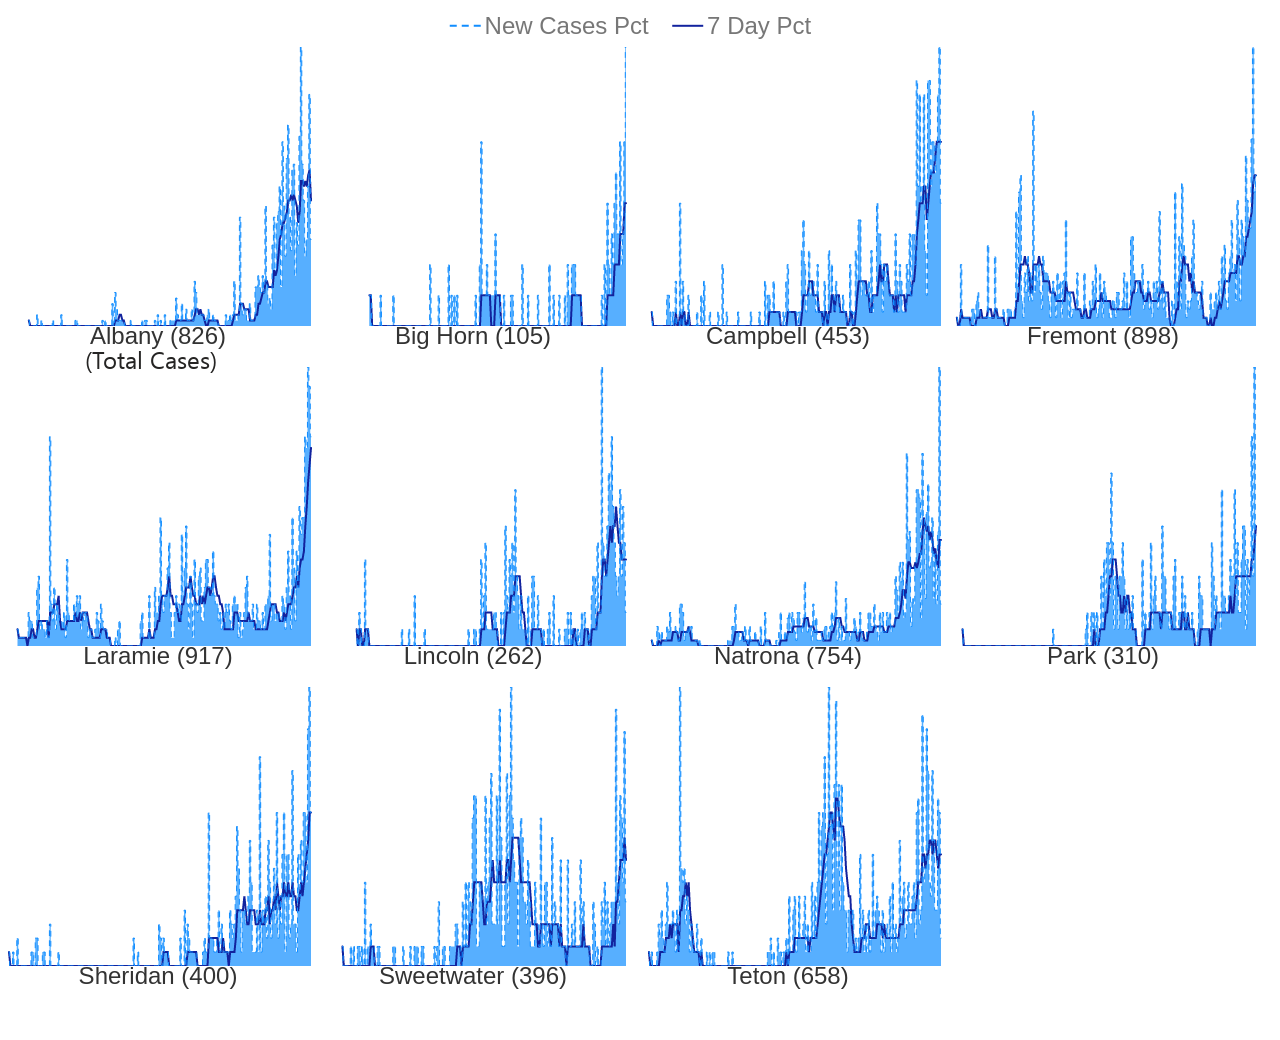 New Cases Pct 7 Day Pct
Albany (826) Big Horn (105) Campbell (453) Fremont (898)
(Total Cases)
Laramie (917) Lincoln (262) Natrona (754) Park (310)
Sheridan (400) Sweetwater (396) Teton (658)